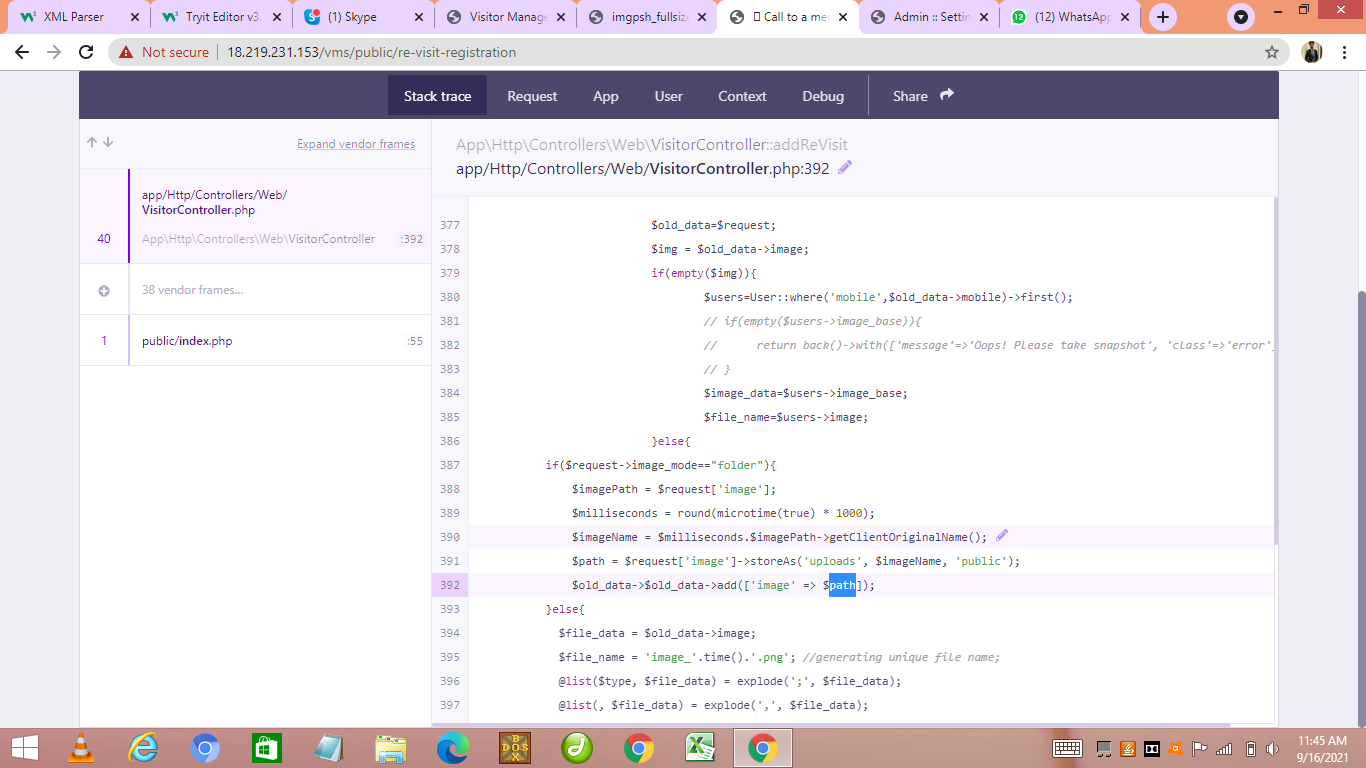 XML Parser
Tryit Editor v3.
(1) Skype
Visitor Manage
imgpsh_fullsize
Call to a me
Admin :: Settin
(12) WhatsApp
Not secure
18.219.231.153/vms/public/re-visit-registration
Stack trace
Request
App
User
Context
Debug
Share
Expand vendor frames
App\Http\Controllers\Web\VisitorController::addReVisit
app/Http/Controllers/Web/VisitorController.php:392
app/Http/Controllers/Web/
VisitorController.php
40 App\Http\Controllers\Web\VisitorController :392
38 vendor frames...
1 public/index.php :55
377 $old_data=$request;
378 $img = $old_data->image;
379 if(empty($img)){
380 $users=User::where('mobile',$old_data->mobile)->first();
381 // if(empty($users->image_base)){
382 // return back()->with(['message'=>'Oops! Please take snapshot', 'class'=>'error'
383 // }
384 $image_data=$users->image_base;
385 $file_name=$users->image;
386 }else{
387 if($request->image_mode=="folder"){
388 $imagePath = $request['image'];
389 $milliseconds = round(microtime(true) * 1000);
390 $imageName = $milliseconds.$imagePath->getClientOriginalName();
391 $path = $request['image']->storeAs('uploads', $imageName, 'public');
392 $old_data->$old_data->add(['image' => $path]);
393 }else{
394 $file_data = $old_data->image;
395 $file_name = 'image_'.time().'.png'; //generating unique file name;
396 @list($type, $file_data) = explode(';', $file_data);
397 @list(, $file_data) = explode(',', $file_data);
11:45 AM
9/16/2021